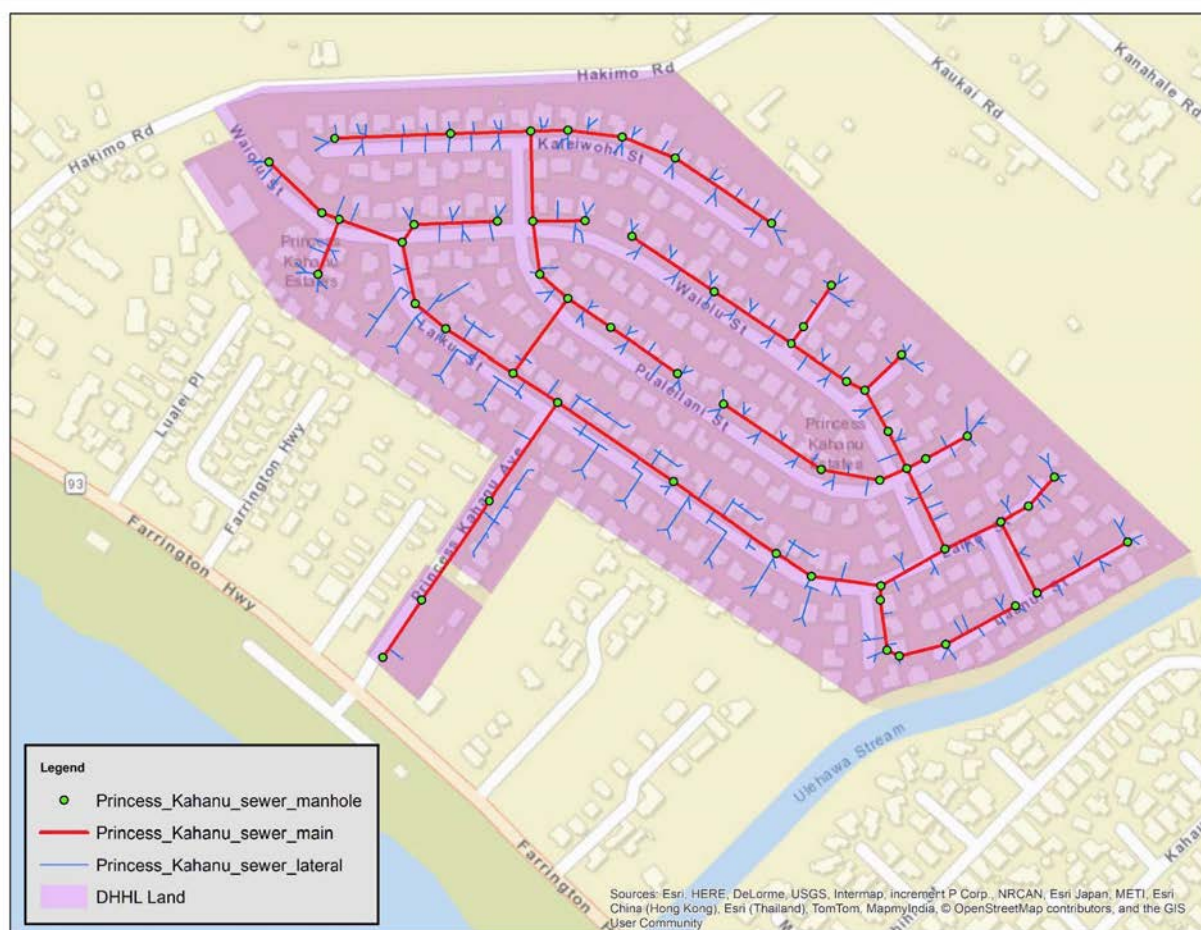 Hakimo Rd
Kaukai Rd
Kanahale Rd
Hakimo Rd
Waiolu St
Kaleiwohi St
Princess
Kahanu
Estates
Waiolu St
Laiku St
Pualeilani St
Princess
Kahanu
Estates
Lualei Pl
Farrington Hwy
93
Farrington Hwy
Princess Kahanu Ave
Ulehawa Stream
Farrington
Legend
Princess_Kahanu_sewer_manhole
Princess_Kahanu_sewer_main
Princess_Kahanu_sewer_lateral
DHHL Land
Sources: Esri, HERE, DeLorme, USGS, Intermap, increment P Corp., NRCAN, Esri Japan, METI, Esri
China (Hong Kong), Esri (Thailand), TomTom, MapmyIndia, © OpenStreetMap contributors, and the GIS
User Community